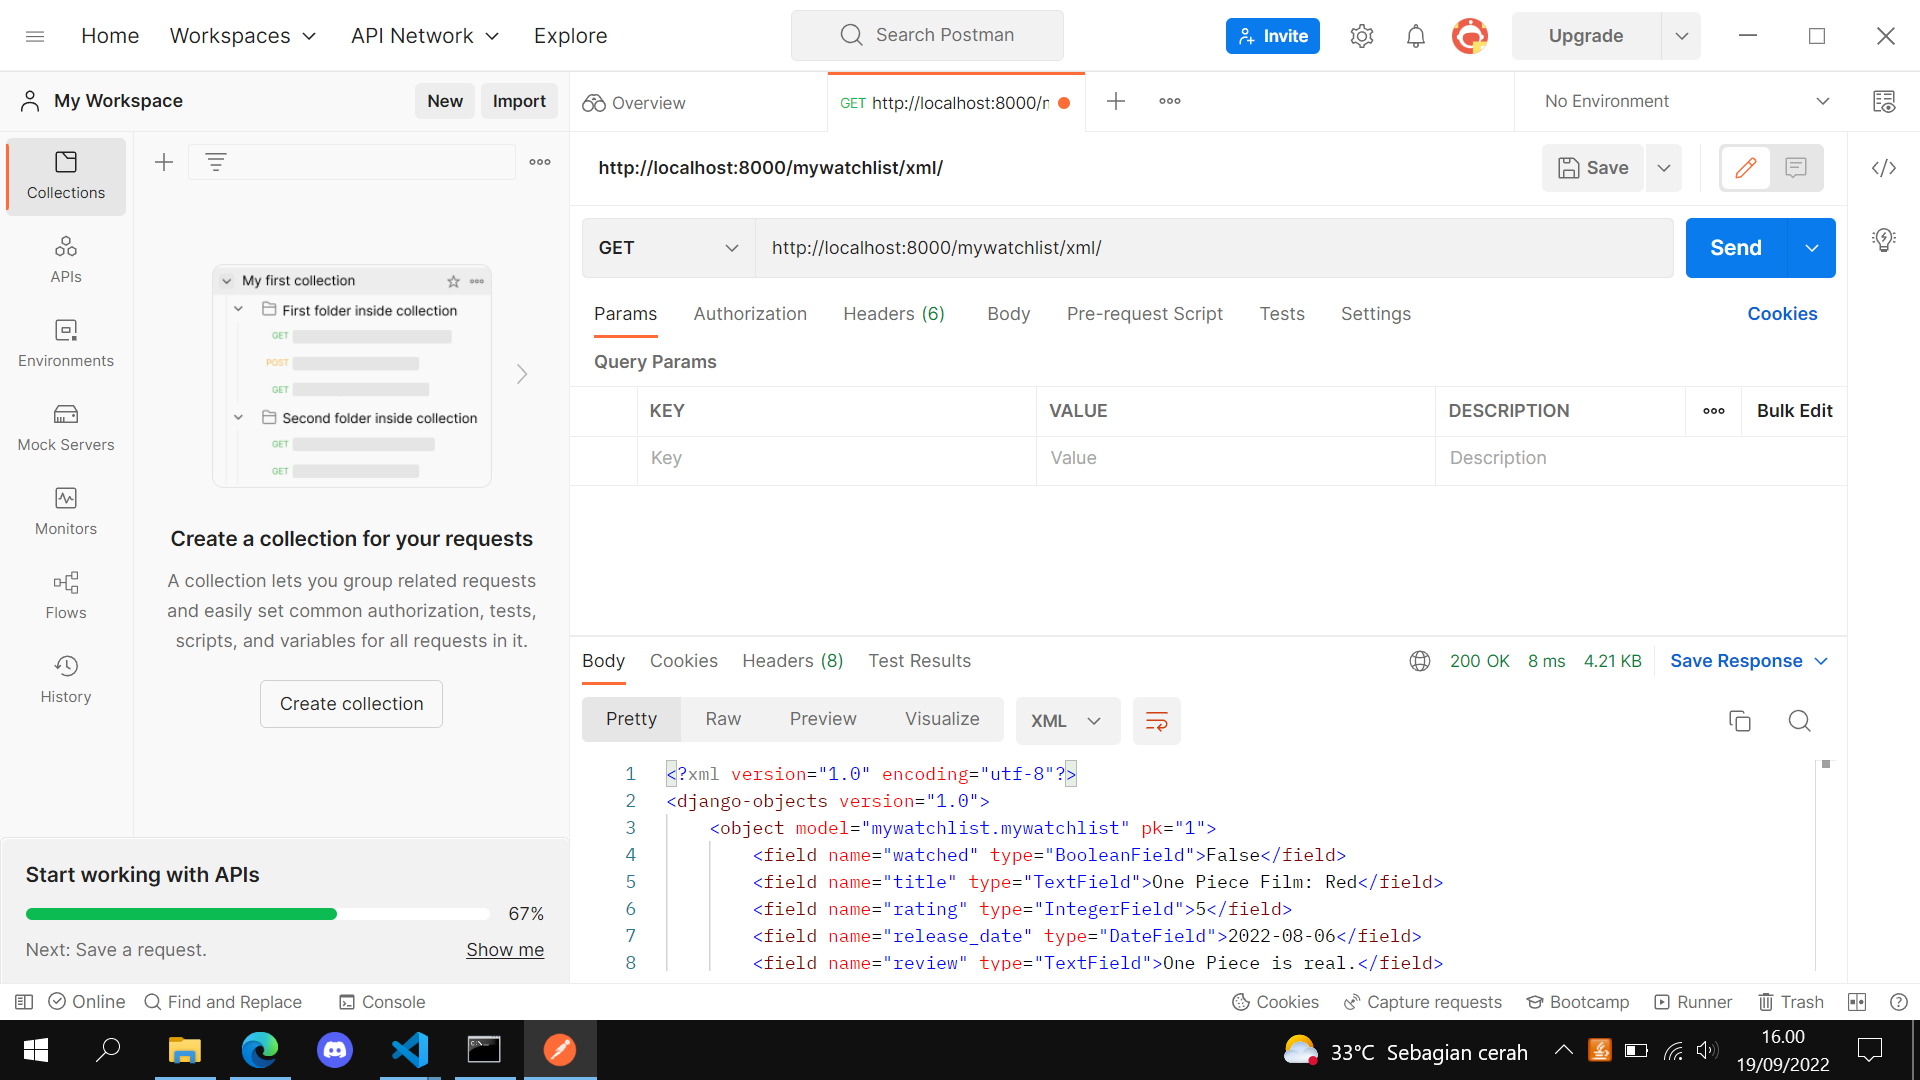 Home Workspaces API Network Explore Search Postman Invite Upgrade
My Workspace New Import Overview GET http://localhost:8000/m No Environment
Collections
APIs
Environments
Mock Servers
Monitors
Flows
History
My first collection
First folder inside collection
GET
POST
GET
Second folder inside collection
GET
GET
Create a collection for your requests
A collection lets you group related requests
and easily set common authorization, tests,
scripts, and variables for all requests in it.
Create collection
Start working with APIs
67%
Next: Save a request. Show me
http://localhost:8000/mywatchlist/xml/ Save
GET http://localhost:8000/mywatchlist/xml/ Send
Params Authorization Headers (6) Body Pre-request Script Tests Settings Cookies
Query Params
KEY VALUE DESCRIPTION Bulk Edit
Key Value Description
Body Cookies Headers (8) Test Results 200 OK 8 ms 4.21 KB Save Response
Pretty Raw Preview Visualize XML
1 <?xml version="1.0" encoding="utf-8"?>
2 <django-objects version="1.0">
3 <object model="mywatchlist.mywatchlist" pk="1">
4 <field name="watched" type="BooleanField">False</field>
5 <field name="title" type="TextField">One Piece Film: Red</field>
6 <field name="rating" type="IntegerField">5</field>
7 <field name="release_date" type="DateField">2022-08-06</field>
8 <field name="review" type="TextField">One Piece is real.</field>
Online Find and Replace Console Cookies Capture requests Bootcamp Runner Trash
33°C Sebagian cerah
16.00
19/09/2022